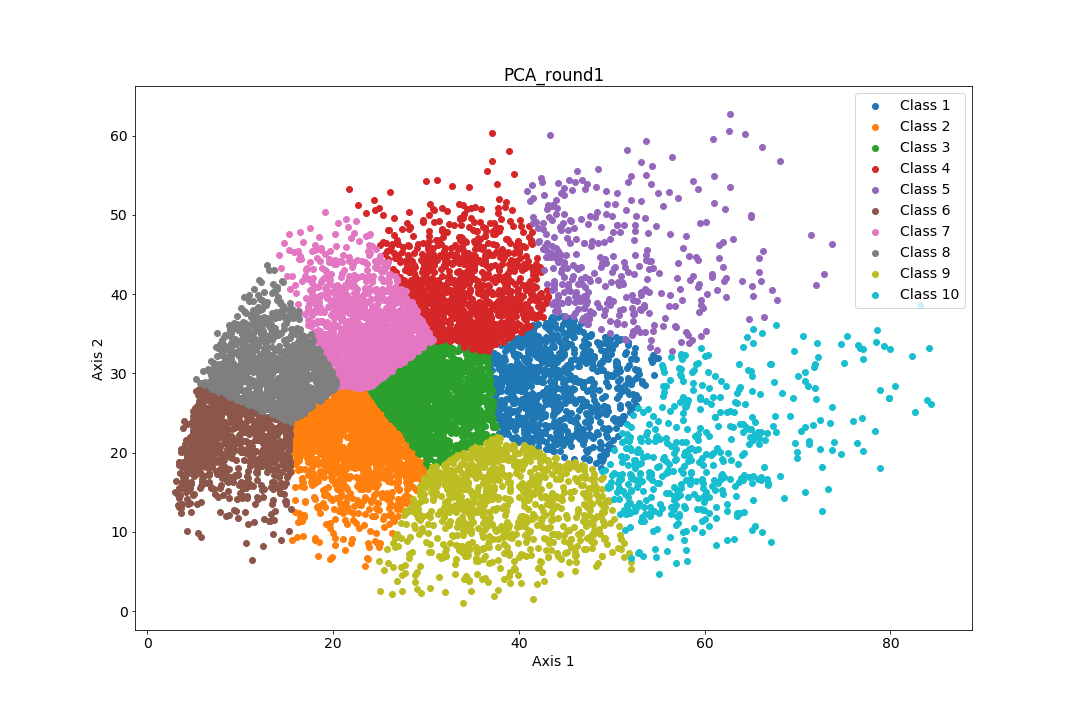 PCA_round1
Class 1
Class 2
Class 3
Class 4
Class 5
Class 6
Class 7
Class 8
Class 9
Class 10
60
50
40
30
20
10
0
Axis 2
0 20 40 60 80
Axis 1